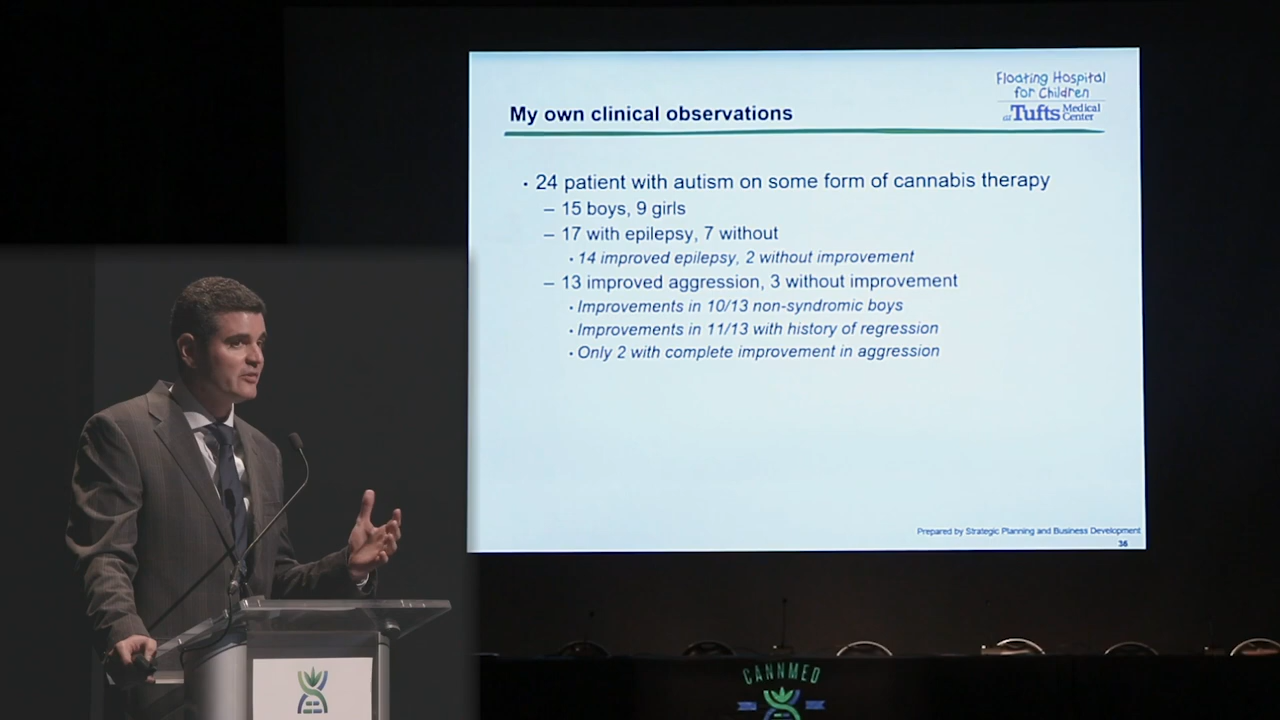 Floating Hospital
for Children
at Tufts Medical Center
My own clinical observations
• 24 patient with autism on some form of cannabis therapy
– 15 boys, 9 girls
– 17 with epilepsy, 7 without
• 14 improved epilepsy, 2 without improvement
– 13 improved aggression, 3 without improvement
• Improvements in 10/13 non-syndromic boys
• Improvements in 11/13 with history of regression
• Only 2 with complete improvement in aggression
Prepared by Strategic Planning and Business Development
36
CANNMED